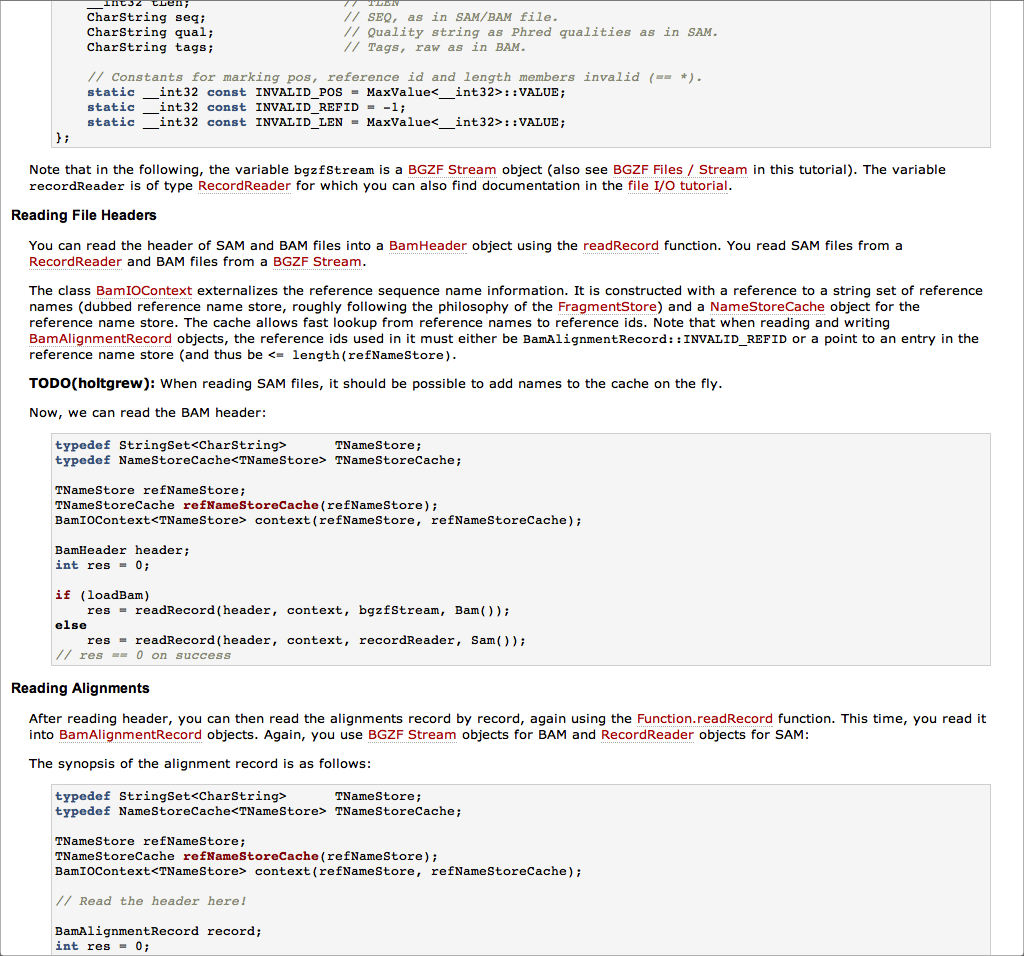 __int32 tLen;                   // TLEN
CharString seq;                 // SEQ, as in SAM/BAM file.
CharString qual;                // Quality string as Phred qualities as in SAM.
CharString tags;                // Tags, raw as in BAM.
// Constants for marking pos, reference id and length members invalid (== *).
static __int32 const INVALID_POS = MaxValue<__int32>::VALUE;
static __int32 const INVALID_REFID = -1;
static __int32 const INVALID_LEN = MaxValue<__int32>::VALUE;
};
Note that in the following, the variable bgzfStream is a BGZF Stream object (also see BGZF Files / Stream in this tutorial). The variable
recordReader is of type RecordReader for which you can also find documentation in the file I/O tutorial.
Reading File Headers
You can read the header of SAM and BAM files into a BamHeader object using the readRecord function. You read SAM files from a
RecordReader and BAM files from a BGZF Stream.
The class BamIOContext externalizes the reference sequence name information. It is constructed with a reference to a string set of reference
names (dubbed reference name store, roughly following the philosophy of the FragmentStore) and a NameStoreCache object for the
reference name store. The cache allows fast lookup from reference names to reference ids. Note that when reading and writing
BamAlignmentRecord objects, the reference ids used in it must either be BamAlignmentRecord::INVALID_REFID or a point to an entry in the
reference name store (and thus be <= length(refNameStore).
TODO(holtgrew): When reading SAM files, it should be possible to add names to the cache on the fly.
Now, we can read the BAM header:
typedef StringSet<CharString>      TNameStore;
typedef NameStoreCache<TNameStore> TNameStoreCache;
TNameStore refNameStore;
TNameStoreCache refNameStoreCache(refNameStore);
BamIOContext<TNameStore> context(refNameStore, refNameStoreCache);
BamHeader header;
int res = 0;
if (loadBam)
    res = readRecord(header, context, bgzfStream, Bam());
else
    res = readRecord(header, context, recordReader, Sam());
// res == 0 on success
Reading Alignments
After reading header, you can then read the alignments record by record, again using the Function.readRecord function. This time, you read it
into BamAlignmentRecord objects. Again, you use BGZF Stream objects for BAM and RecordReader objects for SAM:
The synopsis of the alignment record is as follows:
typedef StringSet<CharString>      TNameStore;
typedef NameStoreCache<TNameStore> TNameStoreCache;
TNameStore refNameStore;
TNameStoreCache refNameStoreCache(refNameStore);
BamIOContext<TNameStore> context(refNameStore, refNameStoreCache);
// Read the header here!
BamAlignmentRecord record;
int res = 0;